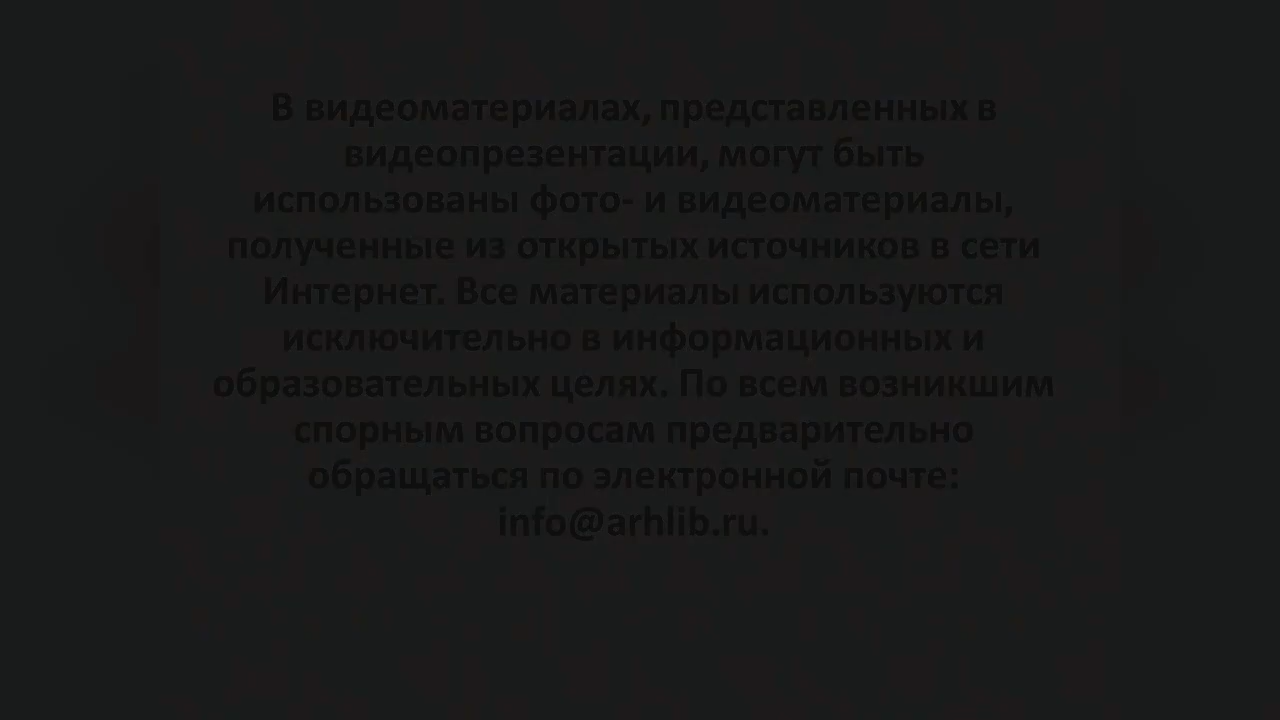 В видеоматериалах, представленных в
видеопрезентации, могут быть
использованы фото- и видеоматериалы,
полученные из открытых источников в сети
Интернет. Все материалы используются
исключительно в информационных и
образовательных целях. По всем возникшим
спорным вопросам предварительно
обращаться по электронной почте:
info@arhlib.ru.